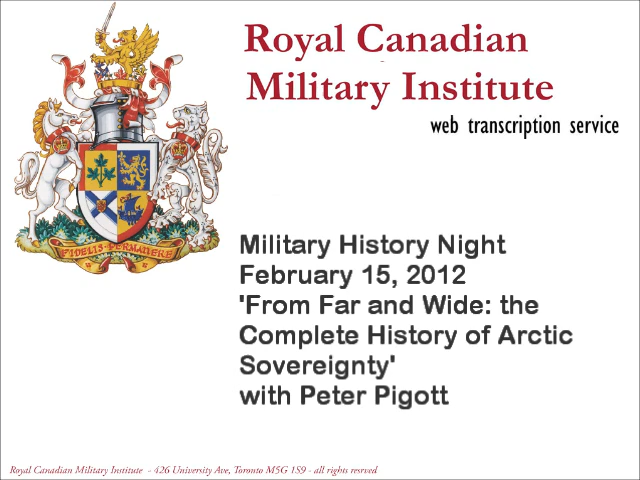 Royal Canadian
Military Institute
web transcription service
FIDELIS PERMANERE
Military History Night
February 15, 2012
'From Far and Wide: the
Complete History of Arctic
Sovereignty'
with Peter Pigott
Royal Canadian Military Institute - 426 University Ave, Toronto M5G 1S9 - all rights resrved